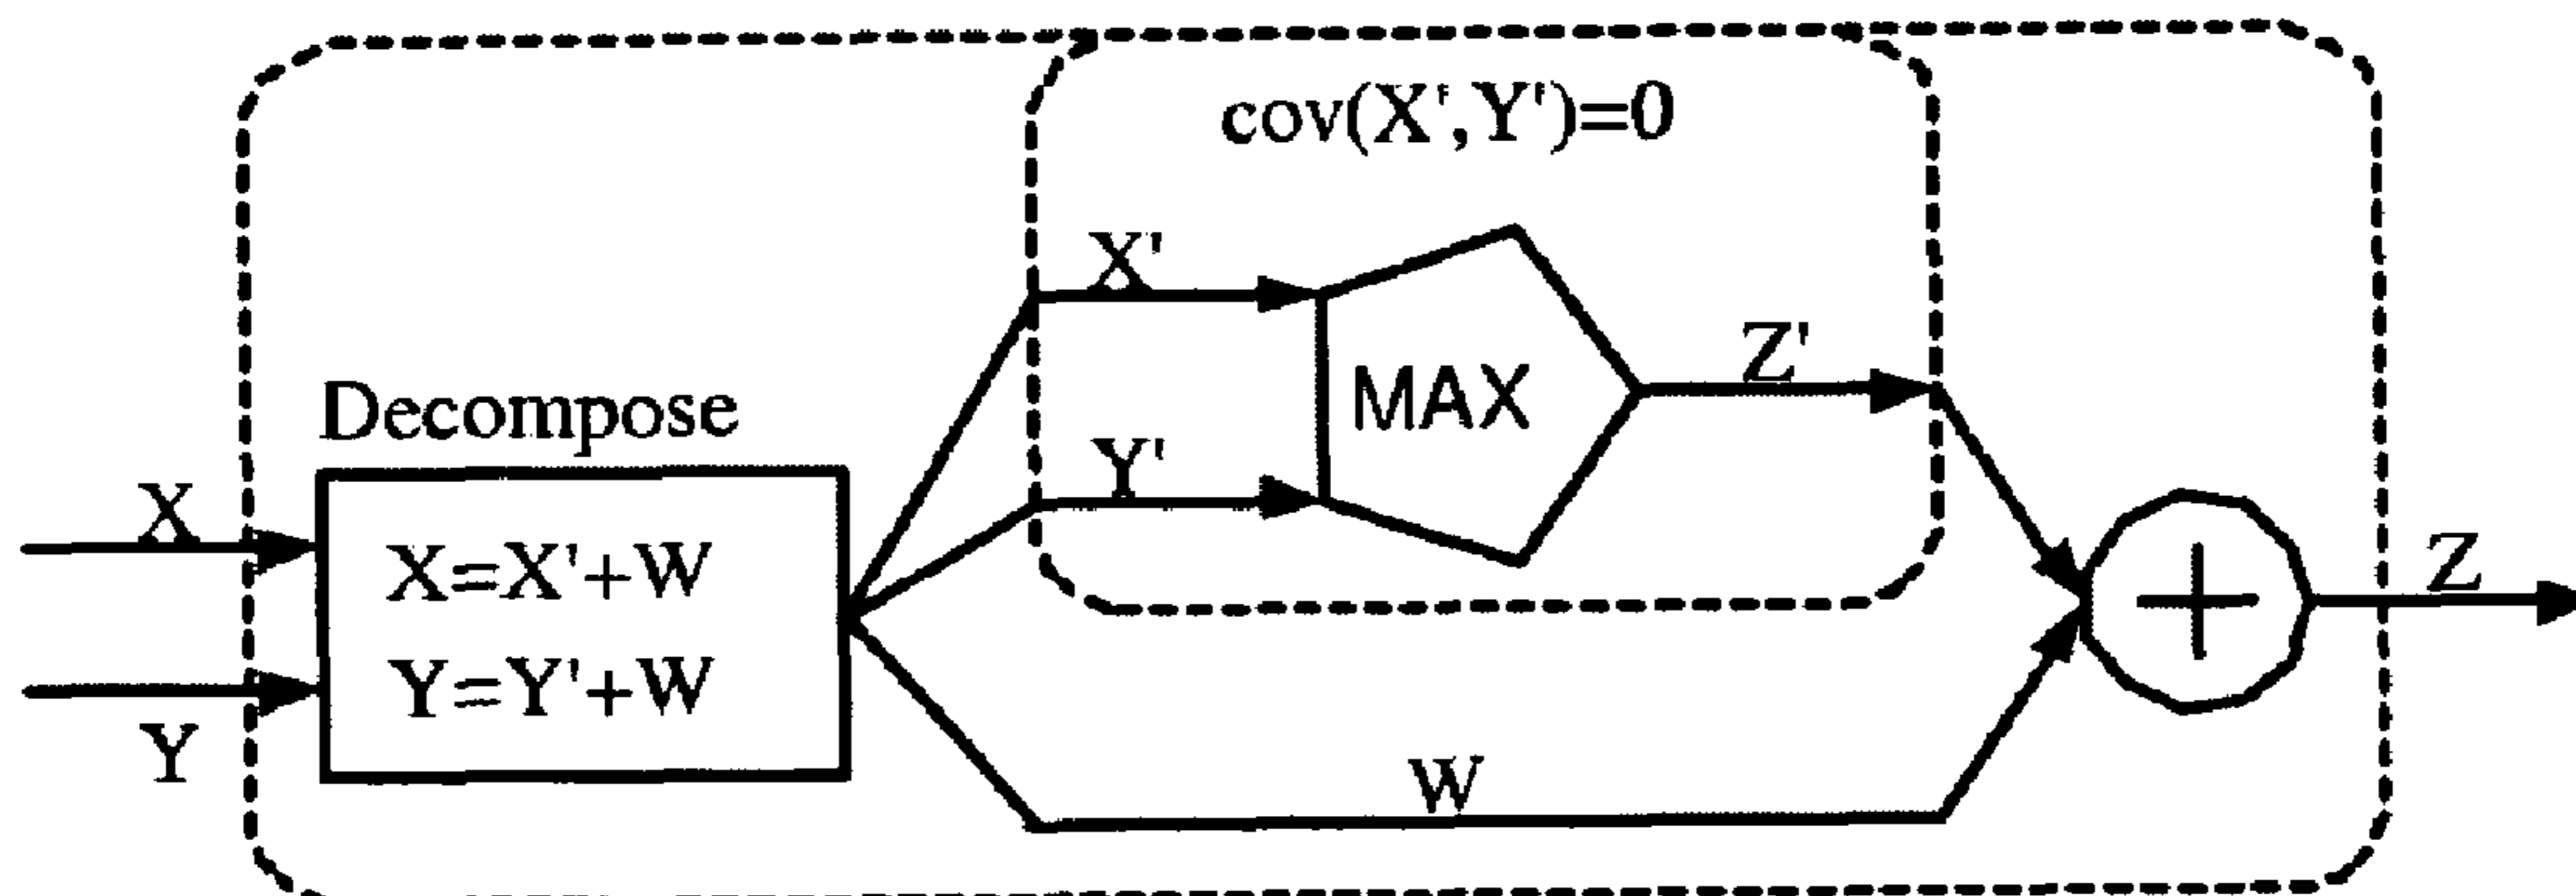 cov(X',Y')=0
X'
Z'
MAX
Y'
Decompose
X
X=X'+W
Y=Y'+W
Y
W
+
Z